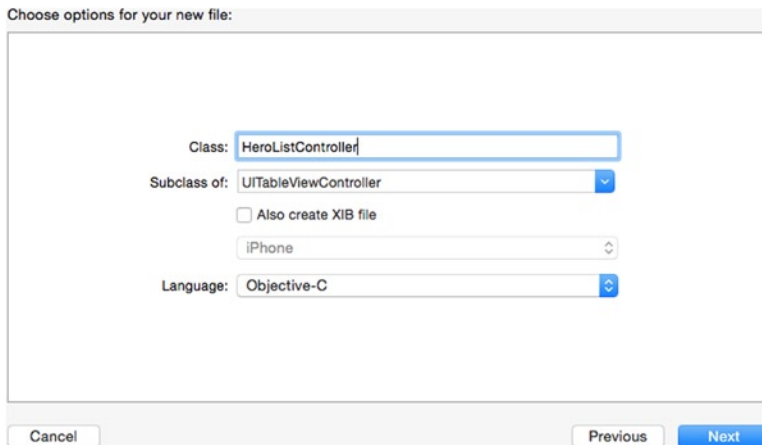 Choose options for your new file:
Class: HeroListController
Subclass of: UITableViewController
Also create XIB file
iPhone
Language: Objective-C
Cancel Previous Next